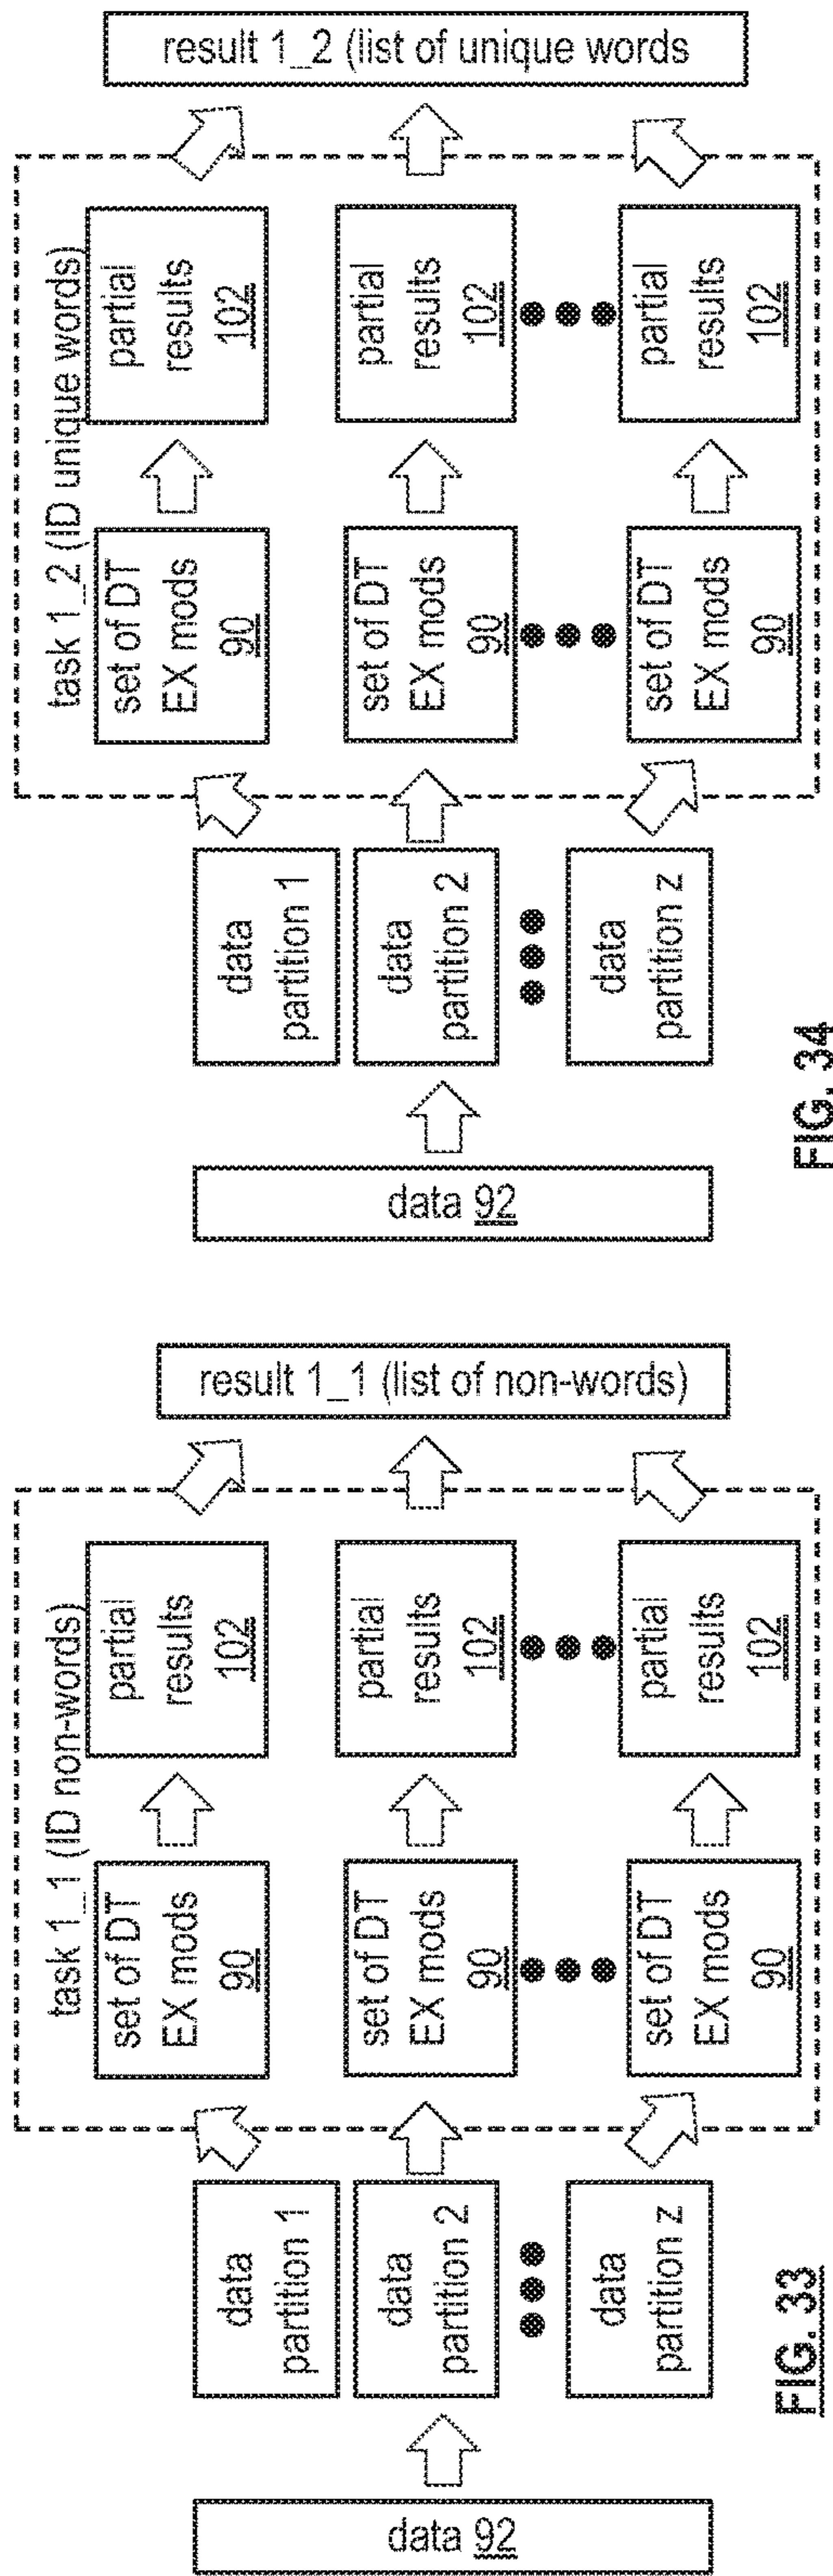 data 92
data
partition 1
data
partition 2
data
partition z
task 1_1 (ID non-words)
set of DT
EX mods
90
set of DT
EX mods
90
set of DT
EX mods
90
partial
results
102
partial
results
102
partial
results
102
result 1_1 (list of non-words)
FIG. 33
data 92
data
partition 1
data
partition 2
data
partition z
task 1_2 (ID unique words)
set of DT
EX mods
90
set of DT
EX mods
90
set of DT
EX mods
90
partial
results
102
partial
results
102
partial
results
102
result 1_2 (list of unique words
FIG. 34